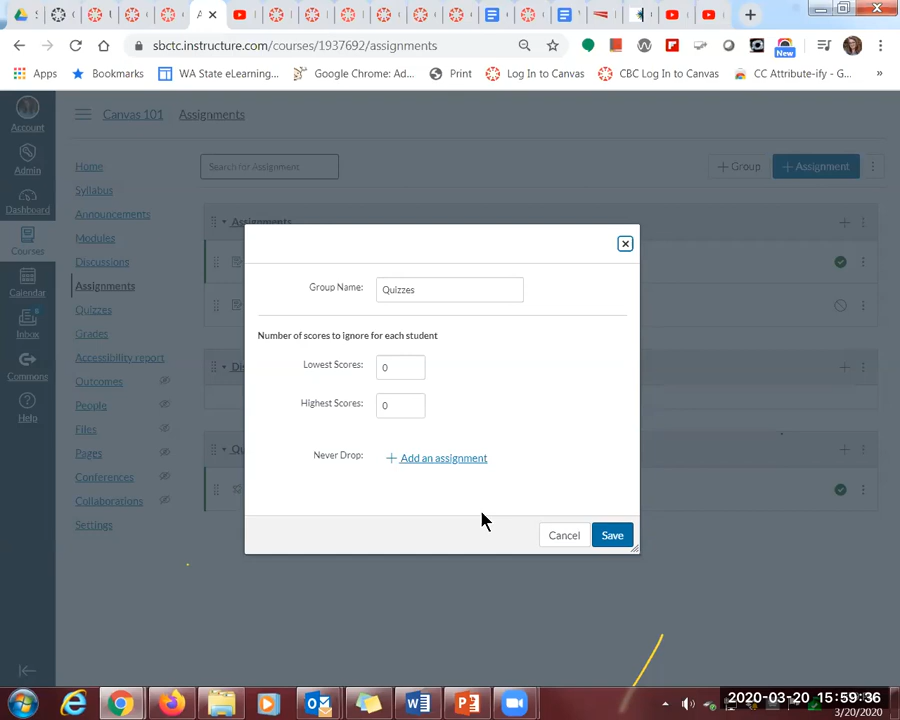 S
U
A
sbctc.instructure.com/courses/1937692/assignments
New
Apps
Bookmarks
WA State eLearning...
Google Chrome: Ad...
Print
Log In to Canvas
CBC Log In to Canvas
CC Attribute-ify - G...
»
Account
Admin
Dashboard
Courses
Calendar
Inbox
Commons
Help
Canvas 101
Assignments
Home
Syllabus
Announcements
Modules
Discussions
Assignments
Quizzes
Grades
Accessibility report
Outcomes
People
Files
Pages
Conferences
Collaborations
Settings
Search for Assignment
+ Group
+ Assignment
Assignments
Di
Qu
Group Name:
Quizzes
Number of scores to ignore for each student
Lowest Scores:
0
Highest Scores:
0
Never Drop:
+ Add an assignment
Cancel
Save
2020-03-20 15:59:36
3/20/2020